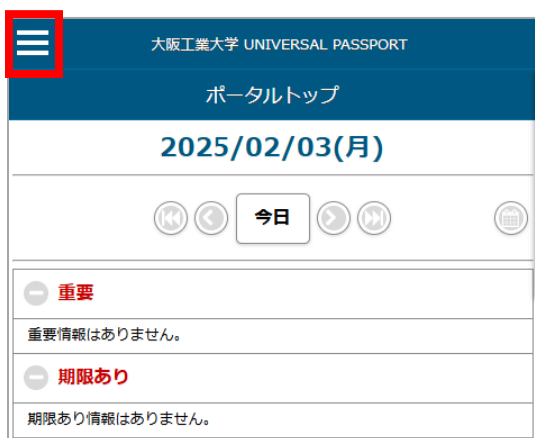 大阪工業大学 UNIVERSAL PASSPORT
ポータルトップ
2025/02/03(月)
今日
重要
重要情報はありません。
期限あり
期限あり情報はありません。